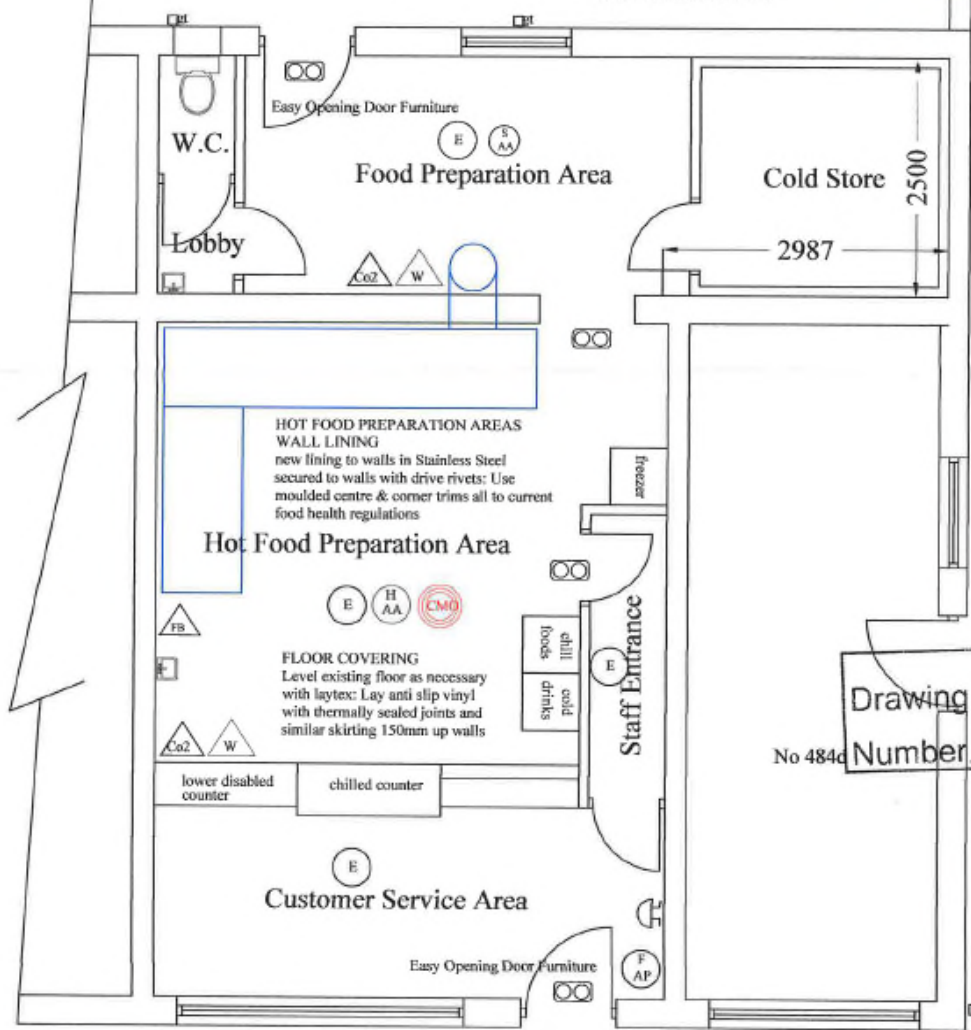 gt
gt
Easy Opening Door Furniture
W.C.
E
S
AA
Food Preparation Area
Cold Store
2500
Lobby
2987
Co2
W
HOT FOOD PREPARATION AREAS
WALL LINING
new lining to walls in Stainless Steel
secured to walls with drive rivets: Use
moulded centre & corner trims all to current
food health regulations
freezer
Hot Food Preparation Area
E
H
AA
CMO
FB
chill
foods
cold
drinks
E
Staff Entrance
FLOOR COVERING
Level existing floor as necessary
with laytex: Lay anti slip vinyl
with thermally sealed joints and
similar skirting 150mm up walls
Co2
W
Drawing
Number
No 484d
lower disabled
counter
chilled counter
E
Customer Service Area
Easy Opening Door Furniture
F
AP